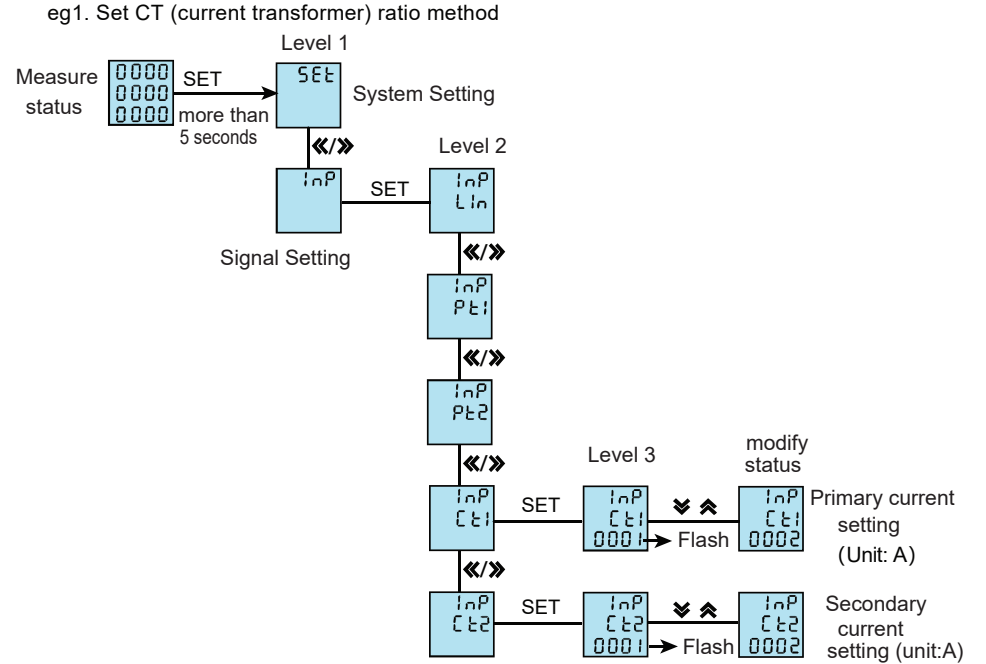 eg1. Set CT (current transformer) ratio method
Level 1
Measure
status
0000
0000
0000
SET
more than
5 seconds
SEt
System Setting
≪/≫
InP
Signal Setting
SET
Level 2
InP
LIn
≪/≫
InP
Pt1
≪/≫
InP
Pt2
≪/≫
InP
Ct1
SET
Level 3
InP
Ct1
0001
Flash
modify
status
InP
Ct1
0002
Primary current
setting
(Unit: A)
≪/≫
InP
Ct2
SET
InP
Ct2
0001
Flash
InP
Ct2
0002
Secondary
current
setting (unit:A)